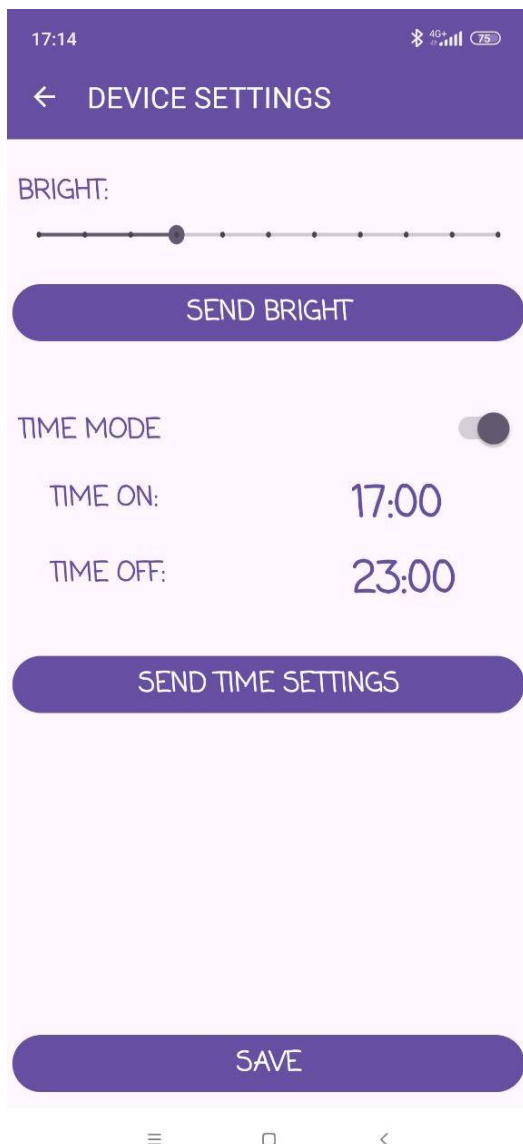 17:14
4G+
75
DEVICE SETTINGS
BRIGHT:
SEND BRIGHT
TIME MODE
TIME ON: 17:00
TIME OFF: 23:00
SEND TIME SETTINGS
SAVE